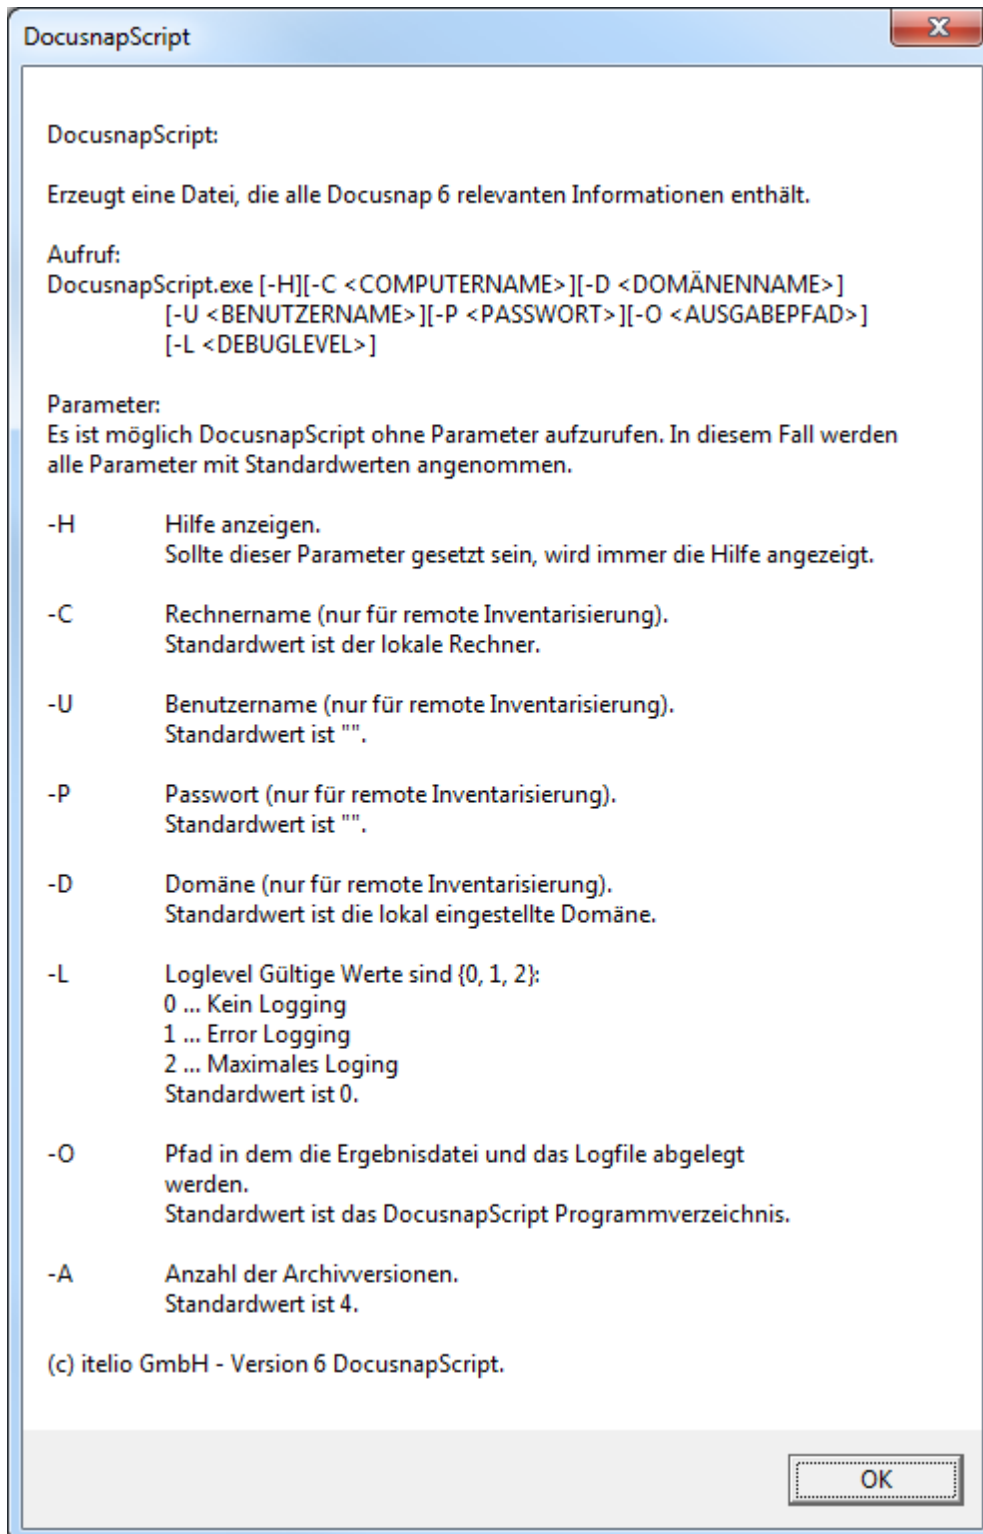 DocusnapScript
DocusnapScript:
Erzeugt eine Datei, die alle Docusnap 6 relevanten Informationen enthält.
Aufruf:
DocusnapScript.exe [-H][-C <COMPUTERNAME>][-D <DOMÄNENNAME>]
[-U <BENUTZERNAME>][-P <PASSWORT>][-O <AUSGABEPFAD>]
[-L <DEBUGLEVEL>]
Parameter:
Es ist möglich DocusnapScript ohne Parameter aufzurufen. In diesem Fall werden
alle Parameter mit Standardwerten angenommen.
-H Hilfe anzeigen.
Sollte dieser Parameter gesetzt sein, wird immer die Hilfe angezeigt.
-C Rechnername (nur für remote Inventarisierung).
Standardwert ist der lokale Rechner.
-U Benutzername (nur für remote Inventarisierung).
Standardwert ist "".
-P Passwort (nur für remote Inventarisierung).
Standardwert ist "".
-D Domäne (nur für remote Inventarisierung).
Standardwert ist die lokal eingestellte Domäne.
-L Loglevel Gültige Werte sind {0, 1, 2}:
0 ... Kein Logging
1 ... Error Logging
2 ... Maximales Loging
Standardwert ist 0.
-O Pfad in dem die Ergebnisdatei und das Logfile abgelegt
werden.
Standardwert ist das DocusnapScript Programmverzeichnis.
-A Anzahl der Archivversionen.
Standardwert ist 4.
(c) itelio GmbH - Version 6 DocusnapScript.
OK